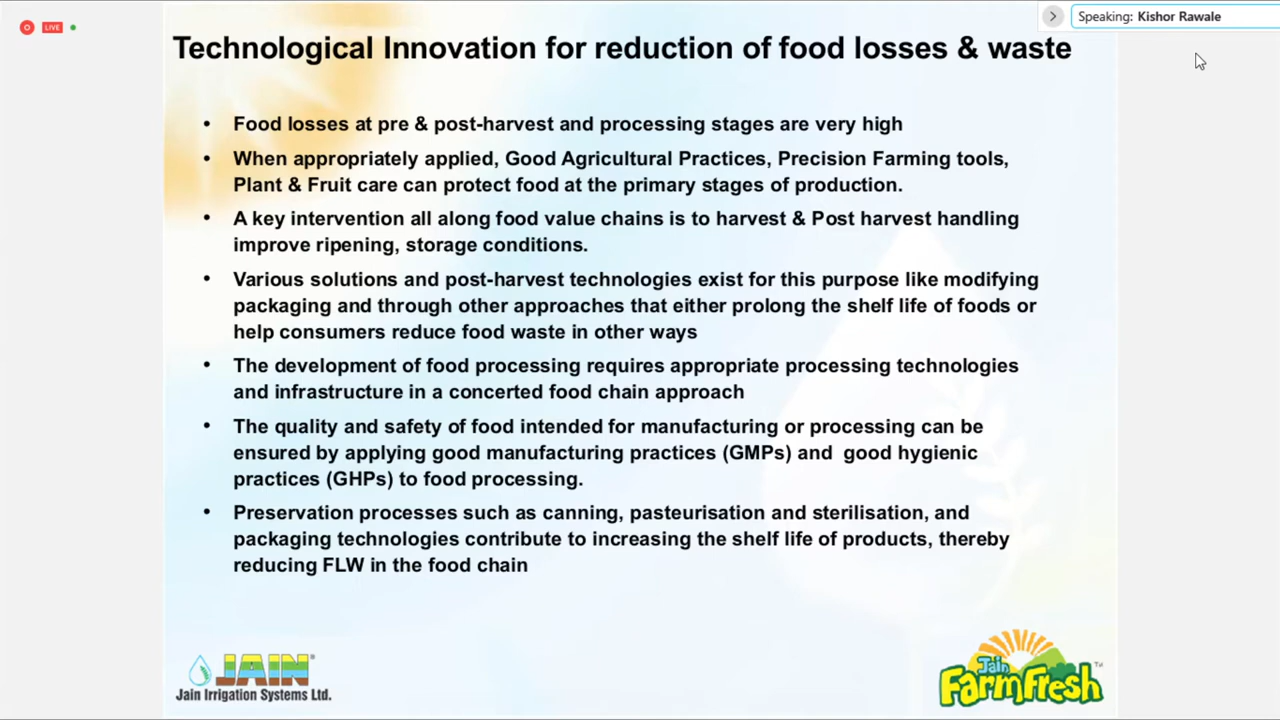 LIVE
Speaking: Kishor Rawale
Technological Innovation for reduction of food losses & waste
• Food losses at pre & post-harvest and processing stages are very high
• When appropriately applied, Good Agricultural Practices, Precision Farming tools,
Plant & Fruit care can protect food at the primary stages of production.
• A key intervention all along food value chains is to harvest & Post harvest handling
improve ripening, storage conditions.
• Various solutions and post-harvest technologies exist for this purpose like modifying
packaging and through other approaches that either prolong the shelf life of foods or
help consumers reduce food waste in other ways
• The development of food processing requires appropriate processing technologies
and infrastructure in a concerted food chain approach
• The quality and safety of food intended for manufacturing or processing can be
ensured by applying good manufacturing practices (GMPs) and good hygienic
practices (GHPs) to food processing.
• Preservation processes such as canning, pasteurisation and sterilisation, and
packaging technologies contribute to increasing the shelf life of products, thereby
reducing FLW in the food chain
JAIN®
Jain Irrigation Systems Ltd.
Jain
FarmFresh™